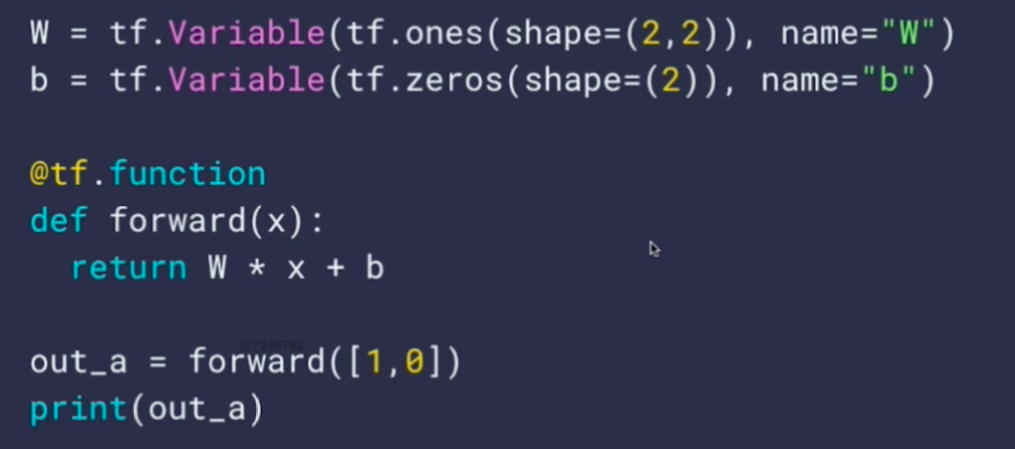 W = tf.Variable(tf.ones(shape=(2,2)), name="W")
b = tf.Variable(tf.zeros(shape=(2)), name="b")
@tf.function
def forward(x):
  return W * x + b
out_a = forward([1,0])
print(out_a)